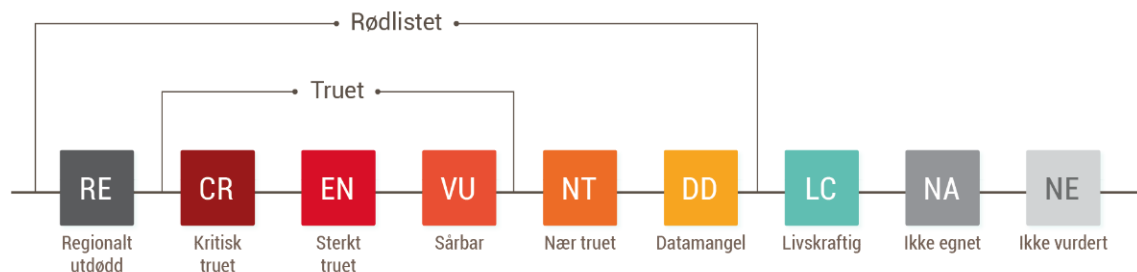 Rødlistet
Truet
RE
CR
EN
VU
NT
DD
LC
NA
NE
Regionalt
utdødd
Kritisk
truet
Sterkt
truet
Sårbar
Nær truet
Datamangel
Livskraftig
Ikke egnet
Ikke vurdert